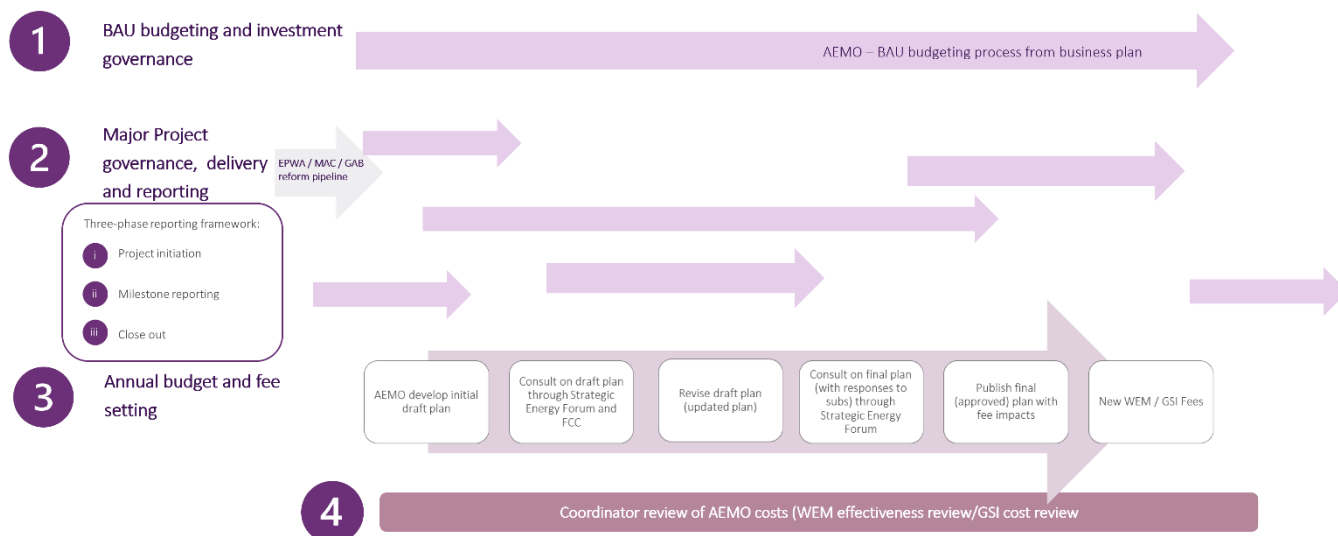 1
BAU budgeting and investment
governance
AEMO – BAU budgeting process from business plan
2
Major Project
governance, delivery
and reporting
EPWA / MAC / GAB
reform pipeline
Three-phase reporting framework:
i
Project initiation
ii
Milestone reporting
iii
Close out
3
Annual budget and fee
setting
AEMO develop initial
draft plan
Consult on draft plan
through Strategic
Energy Forum and
FCC
Revise draft plan
(updated plan)
Consult on final plan
(with responses to
subs) through
Strategic Energy
Forum
Publish final
(approved) plan with
fee impacts
New WEM / GSI Fees
4
Coordinator review of AEMO costs (WEM effectiveness review/GSI cost review